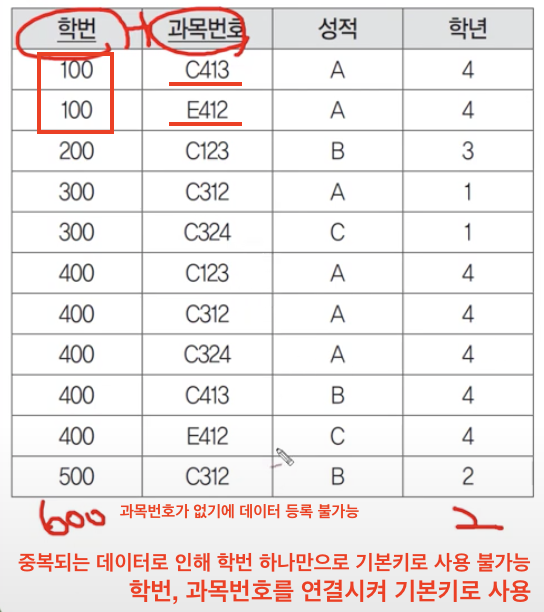 학번 과목번호 성적 학년
100 C413 A 4
100 E412 A 4
200 C123 B 3
300 C312 A 1
300 C324 C 1
400 C123 A 4
400 C312 A 4
400 C324 A 4
400 C413 B 4
400 E412 C 4
500 C312 B 2
600 과목번호가 없기에 데이터 등록 불가능 2
중복되는 데이터로 인해 학번 하나만으로 기본키로 사용 불가능
학번, 과목번호를 연결시켜 기본키로 사용